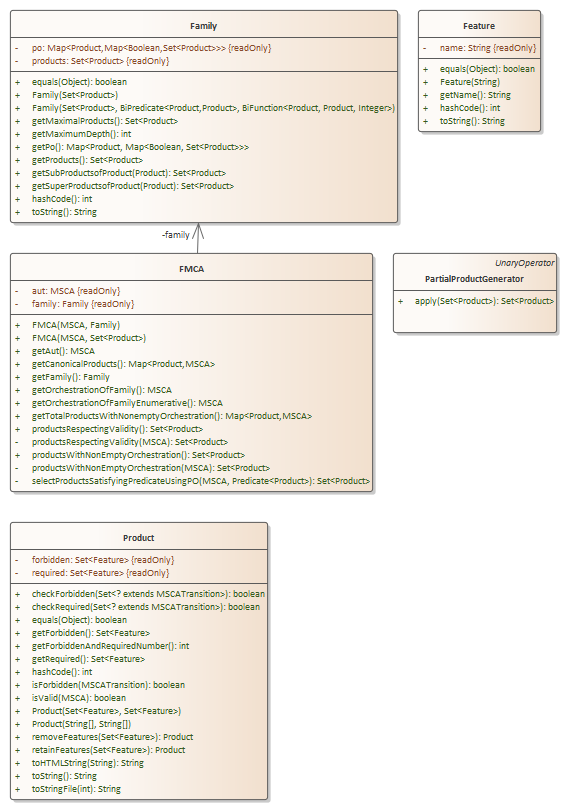 Family
- po: Map<Product,Map<Boolean,Set<Product>>> {readOnly}
- products: Set<Product> {readOnly}
+ equals(Object): boolean
+ Family(Set<Product>)
+ Family(Set<Product>, BiPredicate<Product,Product>, BiFunction<Product, Product, Integer>)
+ getMaximalProducts(): Set<Product>
+ getMaximumDepth(): int
+ getPo(): Map<Product, Map<Boolean, Set<Product>>>
+ getProducts(): Set<Product>
+ getSubProductsofProduct(Product): Set<Product>
+ getSuperProductsofProduct(Product): Set<Product>
+ hashCode(): int
+ toString(): String
Feature
- name: String {readOnly}
+ equals(Object): boolean
+ Feature(String)
+ getName(): String
+ hashCode(): int
+ toString(): String
-family
FMCA
- aut: MSCA {readOnly}
- family: Family {readOnly}
+ FMCA(MSCA, Family)
+ FMCA(MSCA, Set<Product>)
+ getAut(): MSCA
+ getCanonicalProducts(): Map<Product,MSCA>
+ getFamily(): Family
+ getOrchestrationOfFamily(): MSCA
+ getOrchestrationOfFamilyEnumerative(): MSCA
+ getTotalProductsWithNonemptyOrchestration(): Map<Product,MSCA>
+ productsRespectingValidity(): Set<Product>
- productsRespectingValidity(MSCA): Set<Product>
+ productsWithNonEmptyOrchestration(): Set<Product>
- productsWithNonEmptyOrchestration(MSCA): Set<Product>
- selectProductsSatisfyingPredicateUsingPO(MSCA, Predicate<Product>): Set<Product>
UnaryOperator
PartialProductGenerator
+ apply(Set<Product>): Set<Product>
Product
- forbidden: Set<Feature> {readOnly}
- required: Set<Feature> {readOnly}
+ checkForbidden(Set<? extends MSCATransition>): boolean
+ checkRequired(Set<? extends MSCATransition>): boolean
+ equals(Object): boolean
+ getForbidden(): Set<Feature>
+ getForbiddenAndRequiredNumber(): int
+ getRequired(): Set<Feature>
+ hashCode(): int
+ isForbidden(MSCATransition): boolean
+ isValid(MSCA): boolean
+ Product(Set<Feature>, Set<Feature>)
+ Product(String[], String[])
+ removeFeatures(Set<Feature>): Product
+ retainFeatures(Set<Feature>): Product
+ toHTMLString(String): String
+ toString(): String
+ toStringFile(int): String